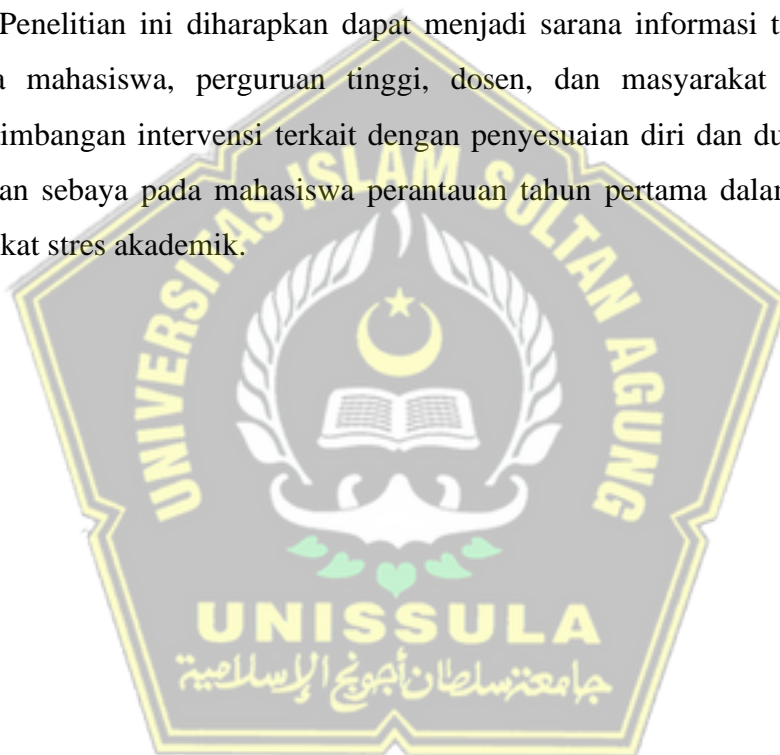 Penelitian ini diharapkan dapat menjadi sarana informasi t
mahasiswa, perguruan tinggi, dosen, dan masyarakat
imbangan intervensi terkait dengan penyesuaian diri dan du
an sebaya pada mahasiswa perantauan tahun pertama dalam
kat stres akademik.
UNIVERSITAS ISLAM SULTAN AGUNG
UNISSULA
جامعتنسلطان أجونج الإسلامية